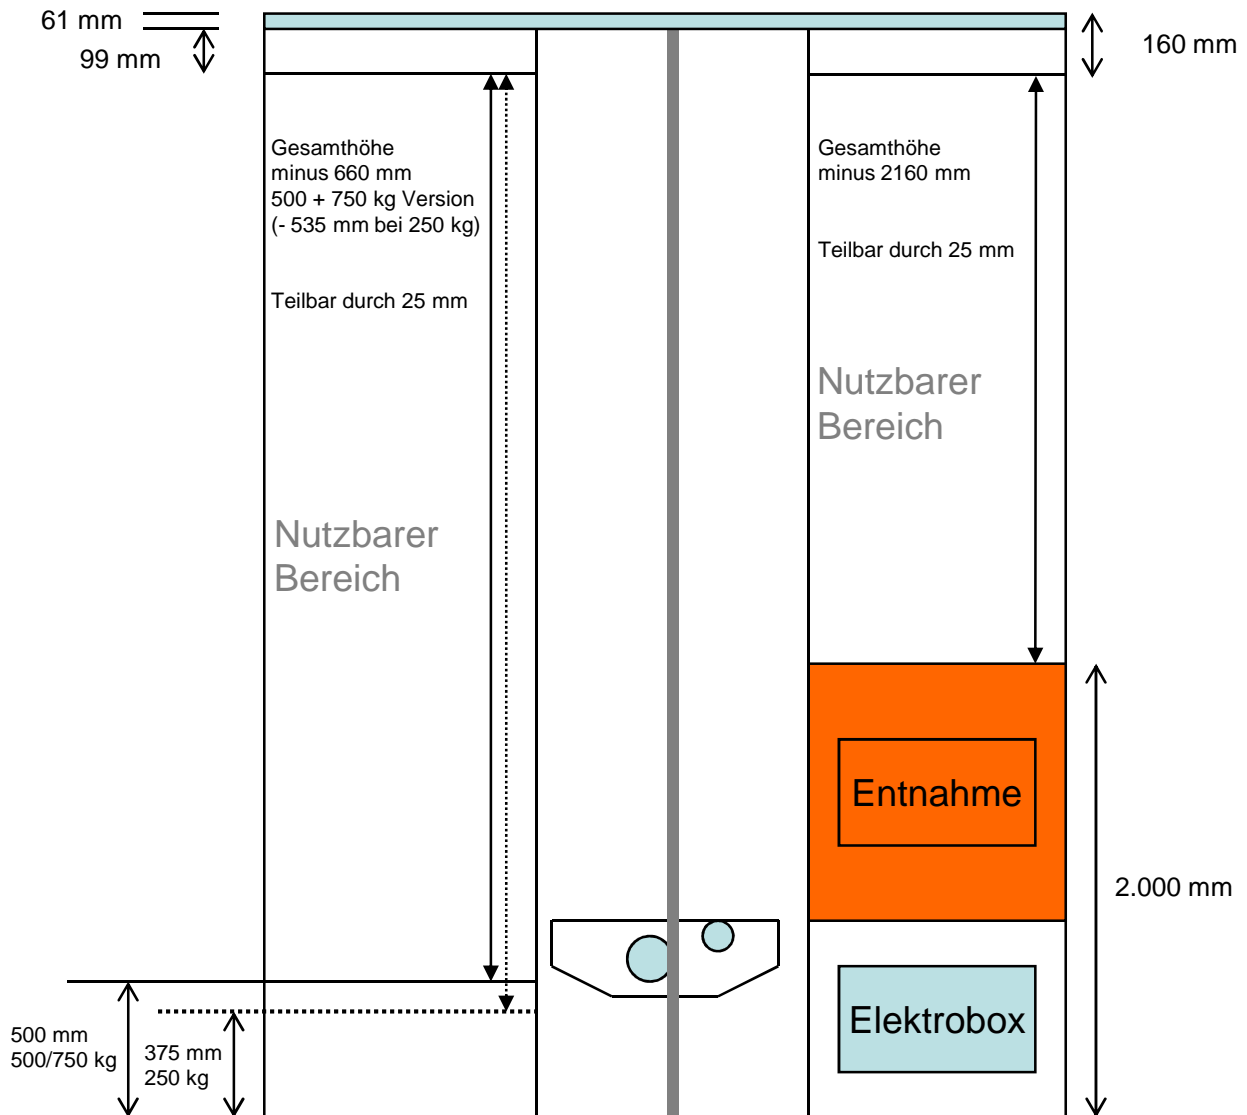 61 mm
99 mm
160 mm
Gesamthöhe
minus 660 mm
500 + 750 kg Version
(- 535 mm bei 250 kg)
Teilbar durch 25 mm
Gesamthöhe
minus 2160 mm
Teilbar durch 25 mm
Nutzbarer
Bereich
Nutzbarer
Bereich
Entnahme
2.000 mm
Elektrobox
500 mm
500/750 kg
375 mm
250 kg